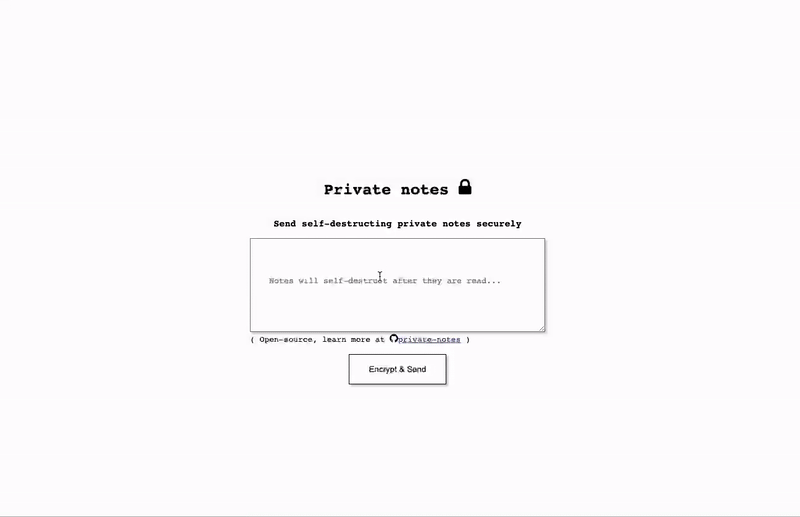 Private notes
Send self-destructing private notes securely
Notes will self-destruct after they are read...
( Open-source, learn more at private-notes )
Encrypt & Send